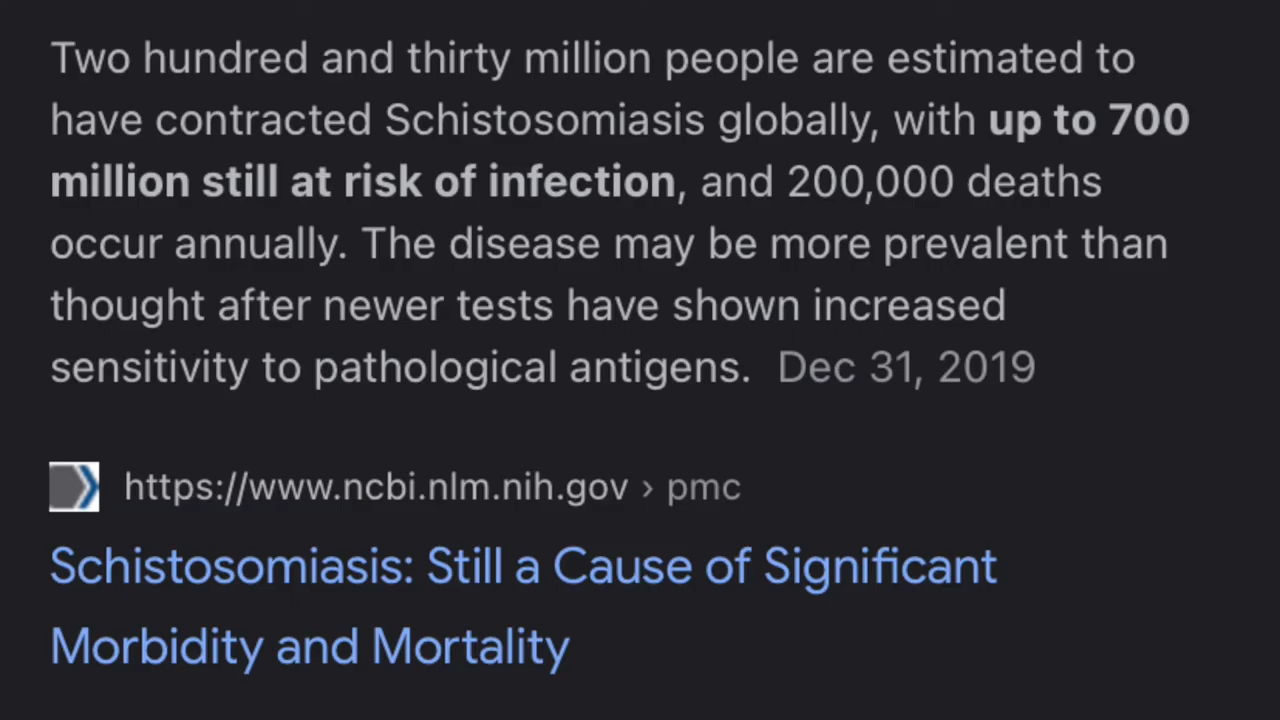 Two hundred and thirty million people are estimated to
have contracted Schistosomiasis globally, with up to 700
million still at risk of infection, and 200,000 deaths
occur annually. The disease may be more prevalent than
thought after newer tests have shown increased
sensitivity to pathological antigens. Dec 31, 2019
https://www.ncbi.nlm.nih.gov › pmc
Schistosomiasis: Still a Cause of Significant
Morbidity and Mortality